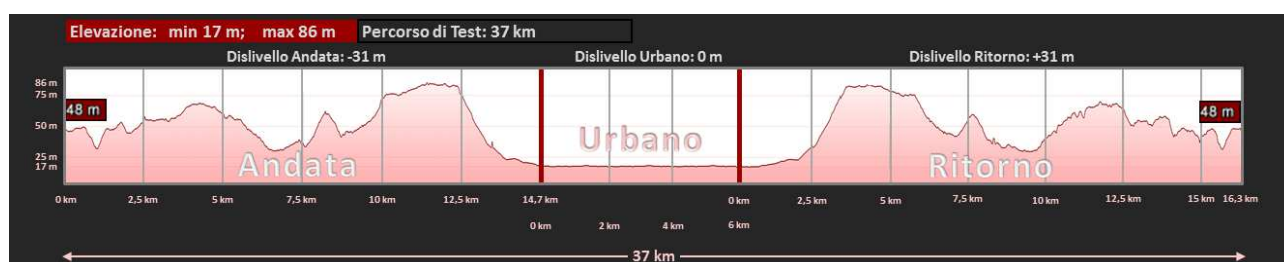 Elevazione: min 17 m; max 86 m Percorso di Test: 37 km
Dislivello Andata: -31 m Dislivello Urbano: 0 m Dislivello Ritorno: +31 m
86 m
75 m
48 m 48 m
50 m
Urbano
25 m
17 m
Andata Ritorno
0 km 2,5 km 5 km 7,5 km 10 km 12,5 km 14,7 km 0 km 2,5 km 5 km 7,5 km 10 km 12,5 km 15 km 16,3 km
0 km 2 km 4 km 6 km
37 km